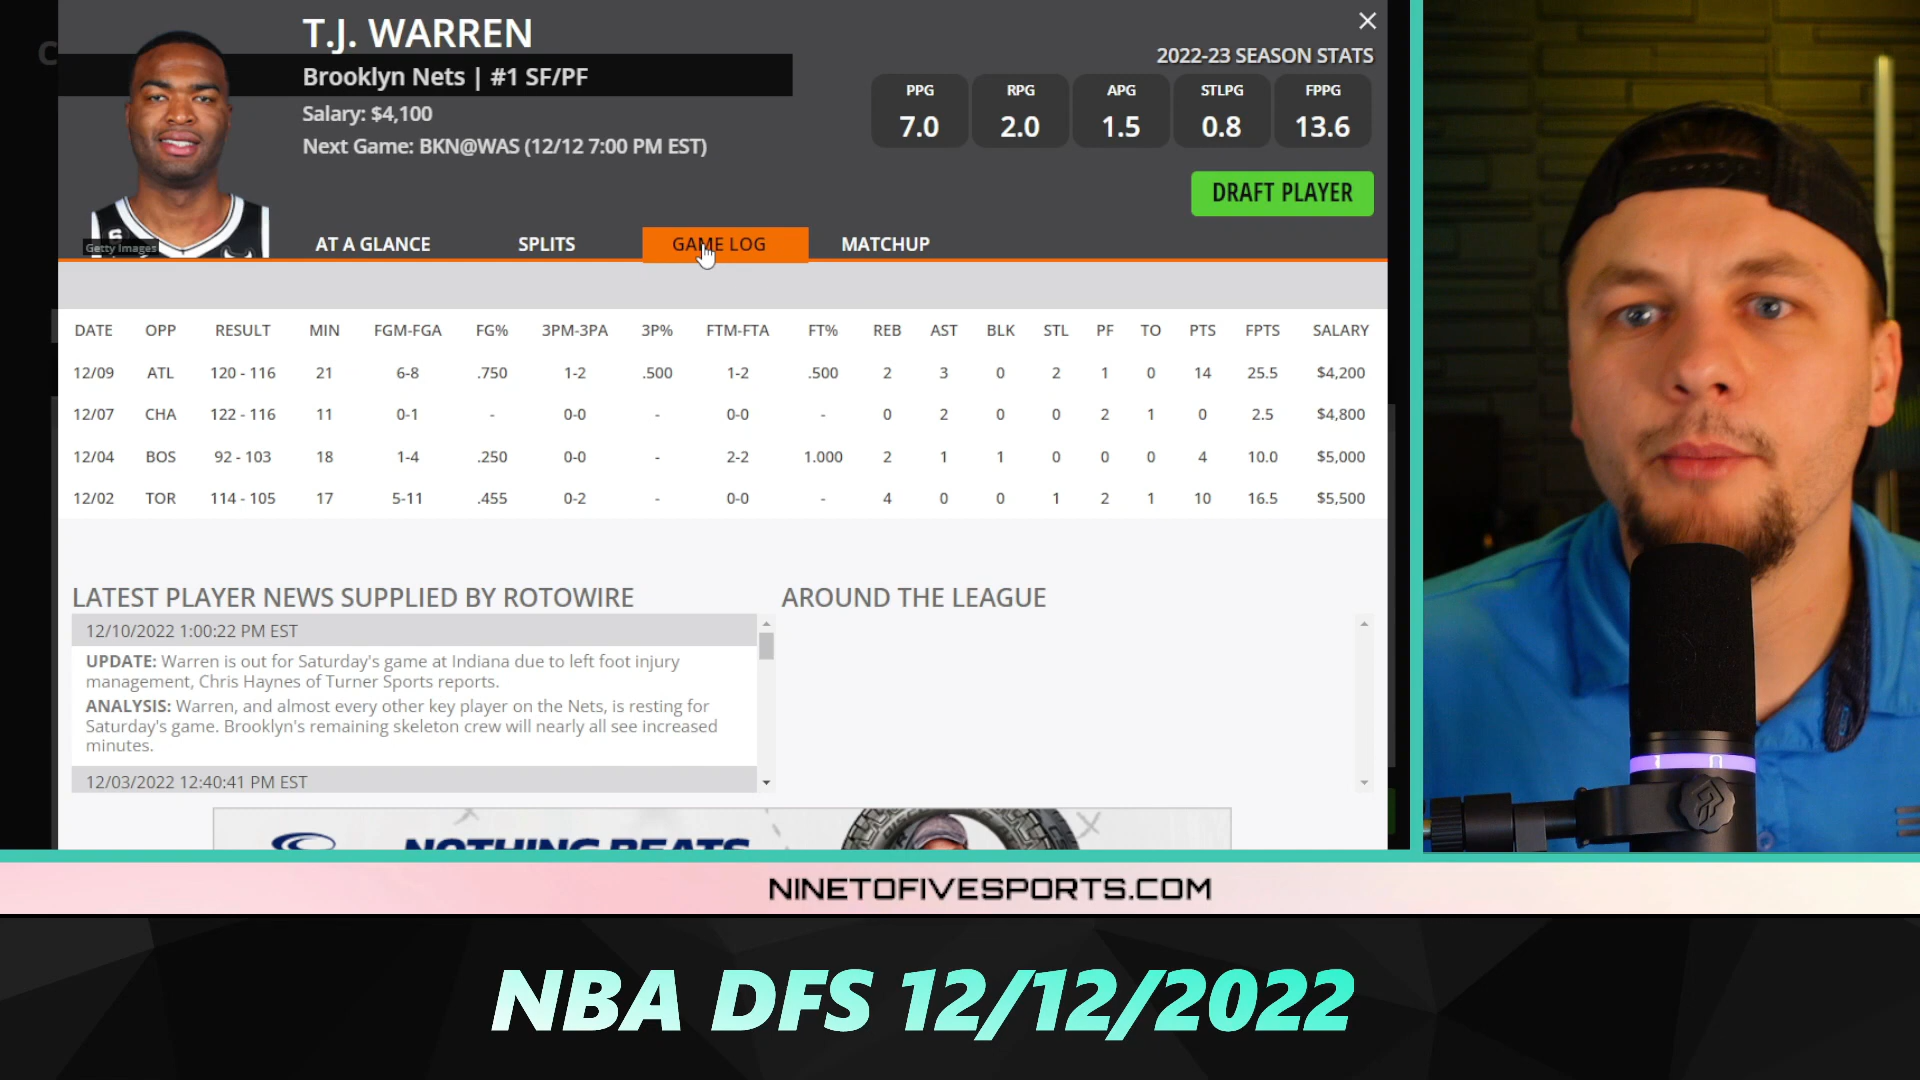 T.J. WARREN
Brooklyn Nets | #1 SF/PF
Salary: $4,100
Next Game: BKN@WAS (12/12 7:00 PM EST)
2022-23 SEASON STATS
PPG RPG APG STLPG FPPG
7.0 2.0 1.5 0.8 13.6
DRAFT PLAYER
Getty Images
AT A GLANCE SPLITS GAME LOG MATCHUP
DATE OPP RESULT MIN FGM-FGA FG% 3PM-3PA 3P% FTM-FTA FT% REB AST BLK STL PF TO PTS FPTS SALARY
12/09 ATL 120 - 116 21 6-8 .750 1-2 .500 1-2 .500 2 3 0 2 1 0 14 25.5 $4,200
12/07 CHA 122 - 116 11 0-1 - 0-0 - 0-0 - 0 2 0 0 2 1 0 2.5 $4,800
12/04 BOS 92 - 103 18 1-4 .250 0-0 - 2-2 1.000 2 1 1 0 0 0 4 10.0 $5,000
12/02 TOR 114 - 105 17 5-11 .455 0-2 - 0-0 - 4 0 0 1 2 1 10 16.5 $5,500
LATEST PLAYER NEWS SUPPLIED BY ROTOWIRE
AROUND THE LEAGUE
12/10/2022 1:00:22 PM EST
UPDATE: Warren is out for Saturday's game at Indiana due to left foot injury
management, Chris Haynes of Turner Sports reports.
ANALYSIS: Warren, and almost every other key player on the Nets, is resting for
Saturday's game. Brooklyn's remaining skeleton crew will nearly all see increased
minutes.
12/03/2022 12:40:41 PM EST
NOTHING BEATS
NINETOFIVESPORTS.COM
NBA DFS 12/12/2022